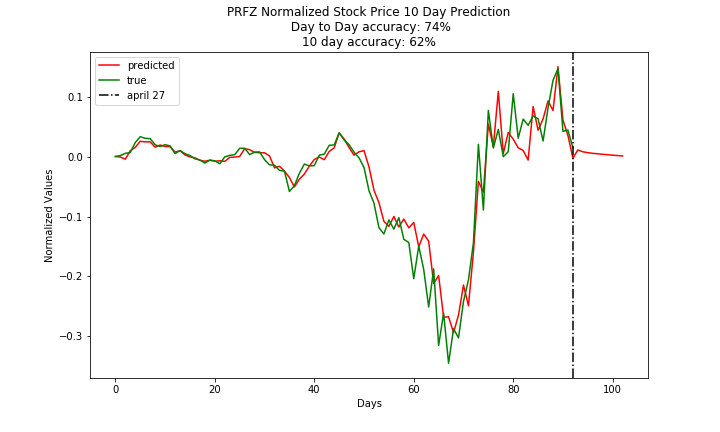 PRFZ Normalized Stock Price 10 Day Prediction
Day to Day accuracy: 74%
10 day accuracy: 62%
predicted
true
april 27
0.1
0.0
−0.1
−0.2
−0.3
Normalized Values
0 20 40 60 80 100
Days